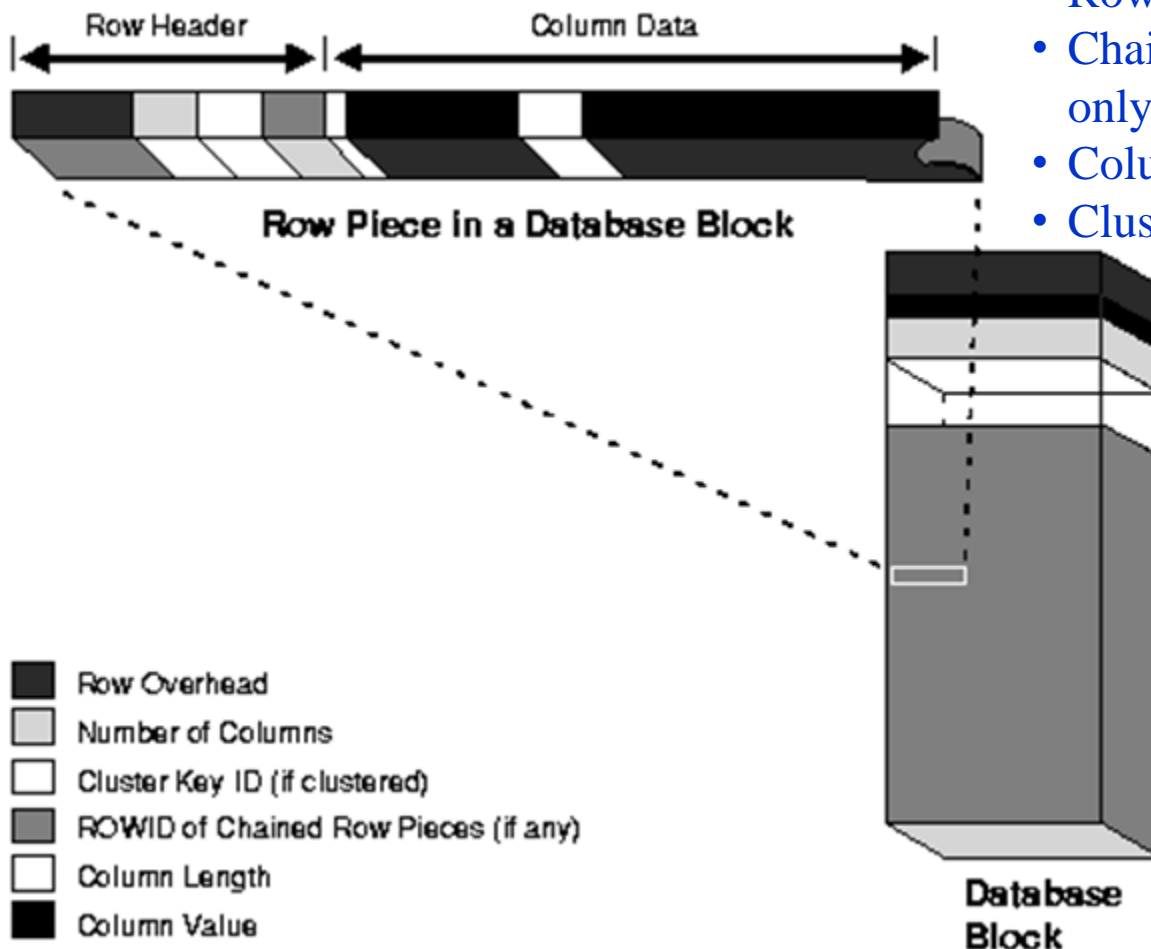 Row Header
Column Data
• Chai
only
• Colu
• Clus
Row Piece in a Database Block
Row Overhead
Number of Columns
Cluster Key ID (if clustered)
ROWID of Chained Row Pieces (if any)
Column Length
Column Value
Database
Block